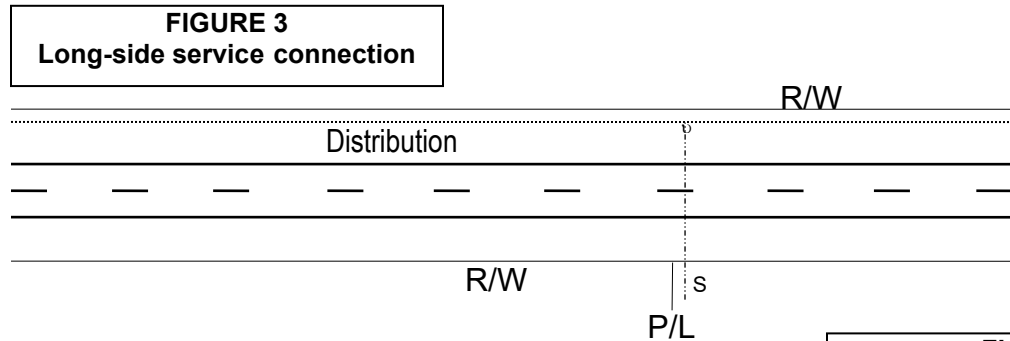 FIGURE 3
Long-side service connection
R/W
Distribution
R/W
S
P/L